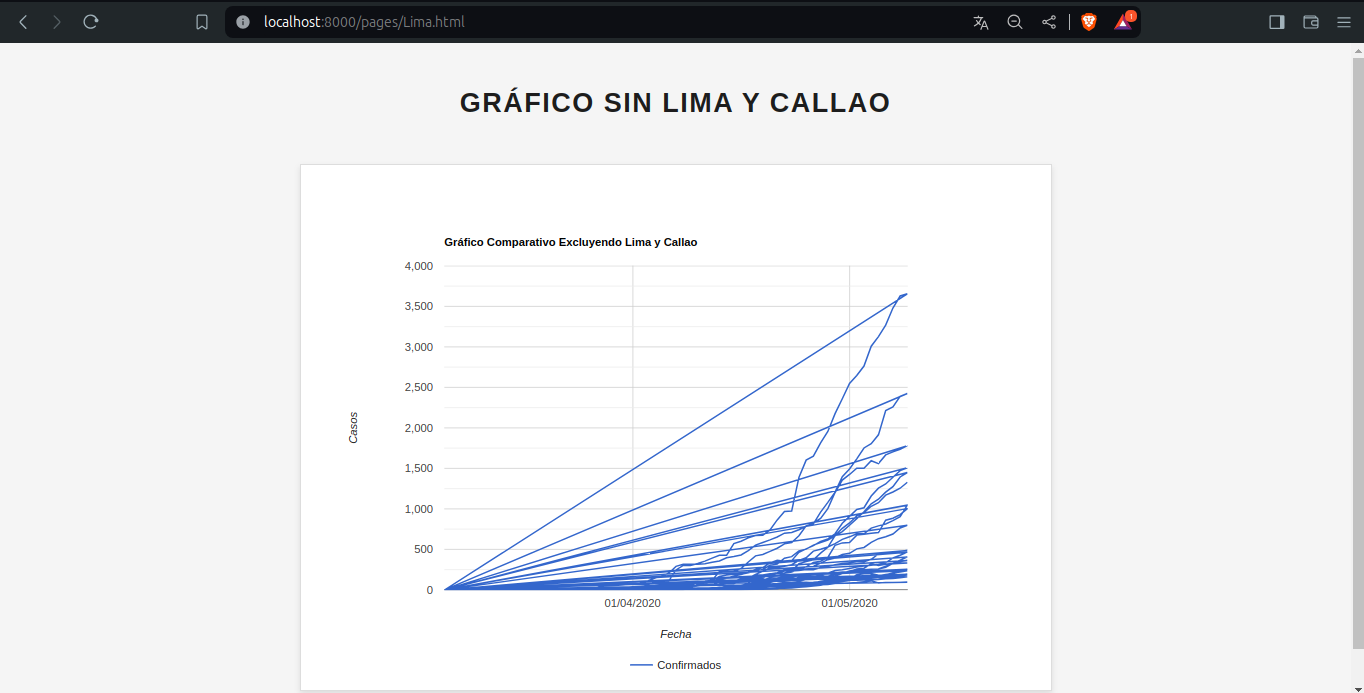 localhost:8000/pages/Lima.html
1
GRÁFICO SIN LIMA Y CALLAO
Gráfico Comparativo Excluyendo Lima y Callao
4,000
3,500
3,000
2,500
2,000
1,500
1,000
500
0
Casos
01/04/2020 01/05/2020
Fecha
Confirmados